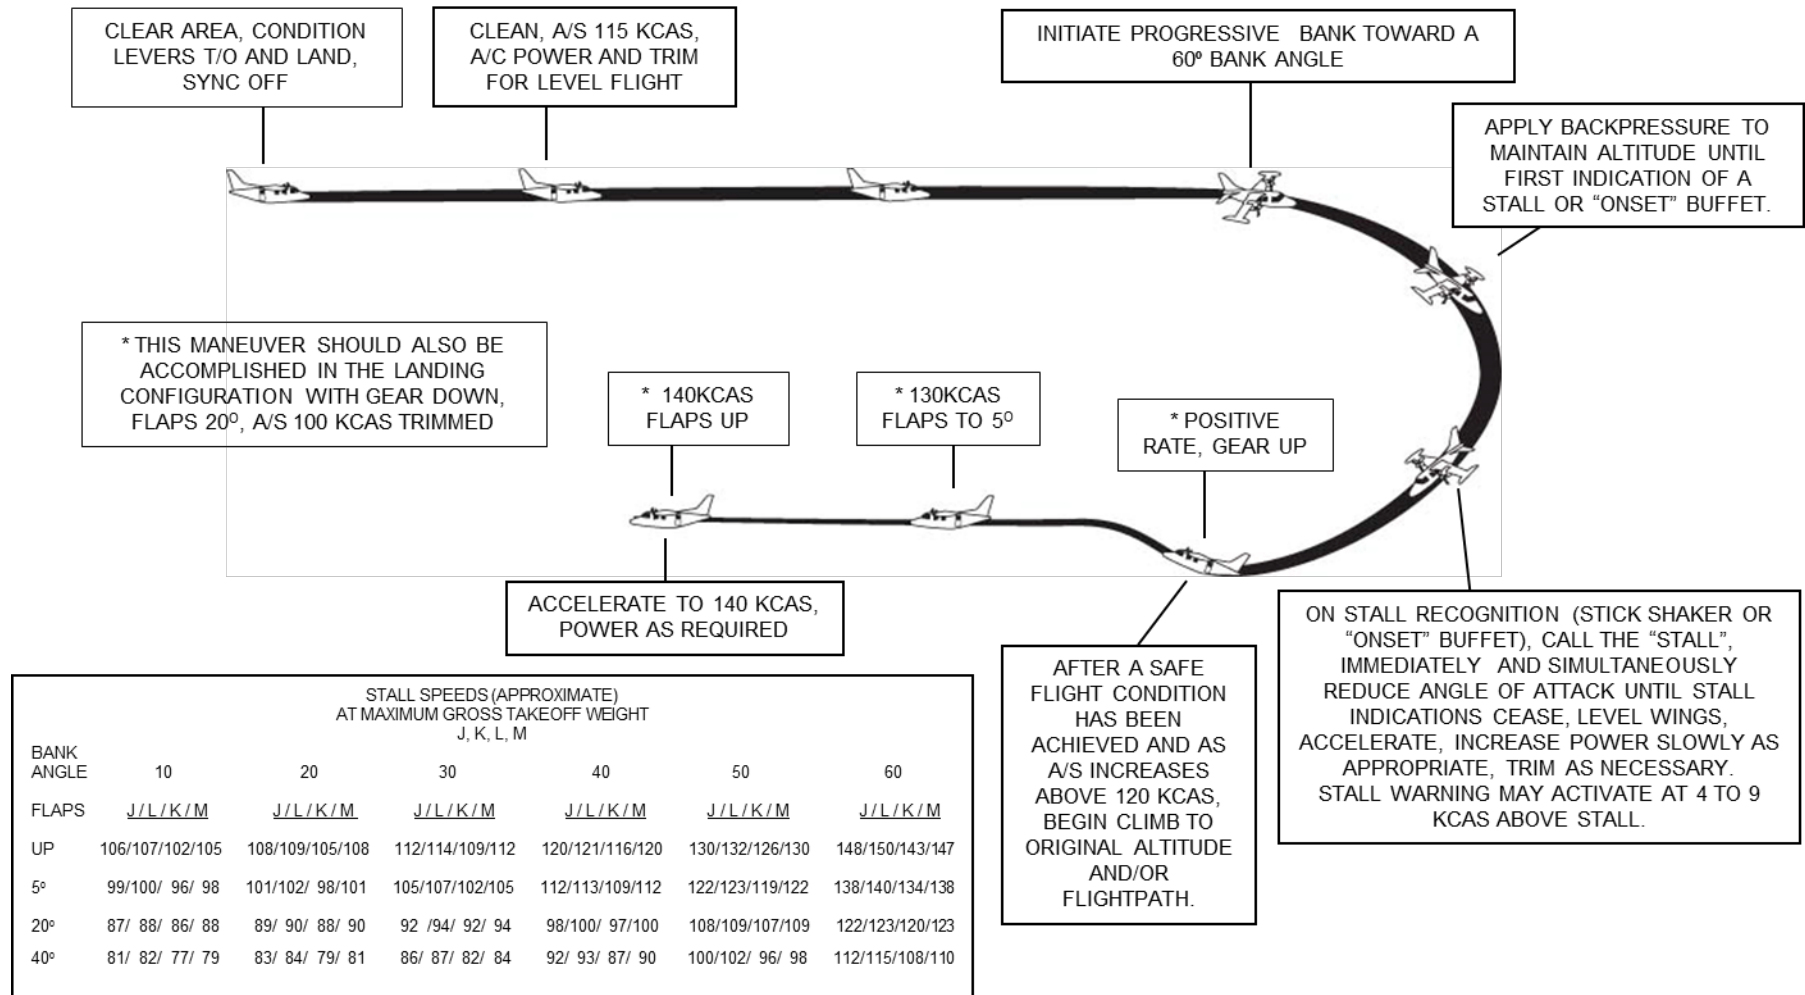 CLEAR AREA, CONDITION
LEVERS T/O AND LAND,
SYNC OFF
CLEAN, A/S 115 KCAS,
A/C POWER AND TRIM
FOR LEVEL FLIGHT
INITIATE PROGRESSIVE BANK TOWARD A
60º BANK ANGLE
APPLY BACKPRESSURE TO
MAINTAIN ALTITUDE UNTIL
FIRST INDICATION OF A
STALL OR “ONSET” BUFFET.
* THIS MANEUVER SHOULD ALSO BE
ACCOMPLISHED IN THE LANDING
CONFIGURATION WITH GEAR DOWN,
FLAPS 20º, A/S 100 KCAS TRIMMED
* 140KCAS
FLAPS UP
* 130KCAS
FLAPS TO 5º
* POSITIVE
RATE, GEAR UP
ACCELERATE TO 140 KCAS,
POWER AS REQUIRED
AFTER A SAFE
FLIGHT CONDITION
HAS BEEN
ACHIEVED AND AS
A/S INCREASES
ABOVE 120 KCAS,
BEGIN CLIMB TO
ORIGINAL ALTITUDE
AND/OR
FLIGHTPATH.
ON STALL RECOGNITION (STICK SHAKER OR
“ONSET” BUFFET), CALL THE “STALL”,
IMMEDIATELY AND SIMULTANEOUSLY
REDUCE ANGLE OF ATTACK UNTIL STALL
INDICATIONS CEASE, LEVEL WINGS,
ACCELERATE, INCREASE POWER SLOWLY AS
APPROPRIATE, TRIM AS NECESSARY.
STALL WARNING MAY ACTIVATE AT 4 TO 9
KCAS ABOVE STALL.
STALL SPEEDS (APPROXIMATE)
AT MAXIMUM GROSS TAKEOFF WEIGHT
J, K, L, M
BANK
ANGLE 10 20 30 40 50 60
FLAPS J/L/K/M J/L/K/M J/L/K/M J/L/K/M J/L/K/M J/L/K/M
UP 106/107/102/105 108/109/105/108 112/114/109/112 120/121/116/120 130/132/126/130 148/150/143/147
5º 99/100/ 96/ 98 101/102/ 98/101 105/107/102/105 112/113/109/112 122/123/119/122 138/140/134/138
20º 87/ 88/ 86/ 88 89/ 90/ 88/ 90 92 /94/ 92/ 94 98/100/ 97/100 108/109/107/109 122/123/120/123
40º 81/ 82/ 77/ 79 83/ 84/ 79/ 81 86/ 87/ 82/ 84 92/ 93/ 87/ 90 100/102/ 96/ 98 112/115/108/110